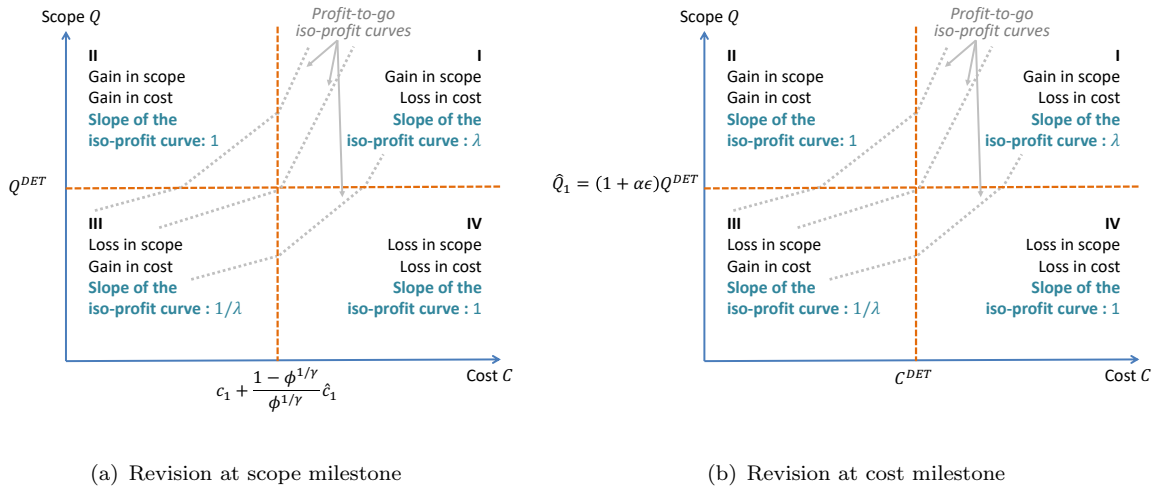 Scope Q
Profit-to-go
iso-profit curves
II
Gain in scope
Gain in cost
Slope of the
iso-profit curve: 1
I
Gain in scope
Loss in cost
Slope of the
iso-profit curve : λ
Q^DET
III
Loss in scope
Gain in cost
Slope of the
iso-profit curve : 1/λ
IV
Loss in scope
Loss in cost
Slope of the
iso-profit curve : 1
c₁ + (1 − ϕ^{1/γ})/ϕ^{1/γ} ĉ₁
Cost C
(a) Revision at scope milestone
Scope Q
Profit-to-go
iso-profit curves
II
Gain in scope
Gain in cost
Slope of the
iso-profit curve: 1
I
Gain in scope
Loss in cost
Slope of the
iso-profit curve : λ
Q̂₁ = (1 + αϵ)Q^DET
III
Loss in scope
Gain in cost
Slope of the
iso-profit curve : 1/λ
IV
Loss in scope
Loss in cost
Slope of the
iso-profit curve : 1
C^DET
Cost C
(b) Revision at cost milestone